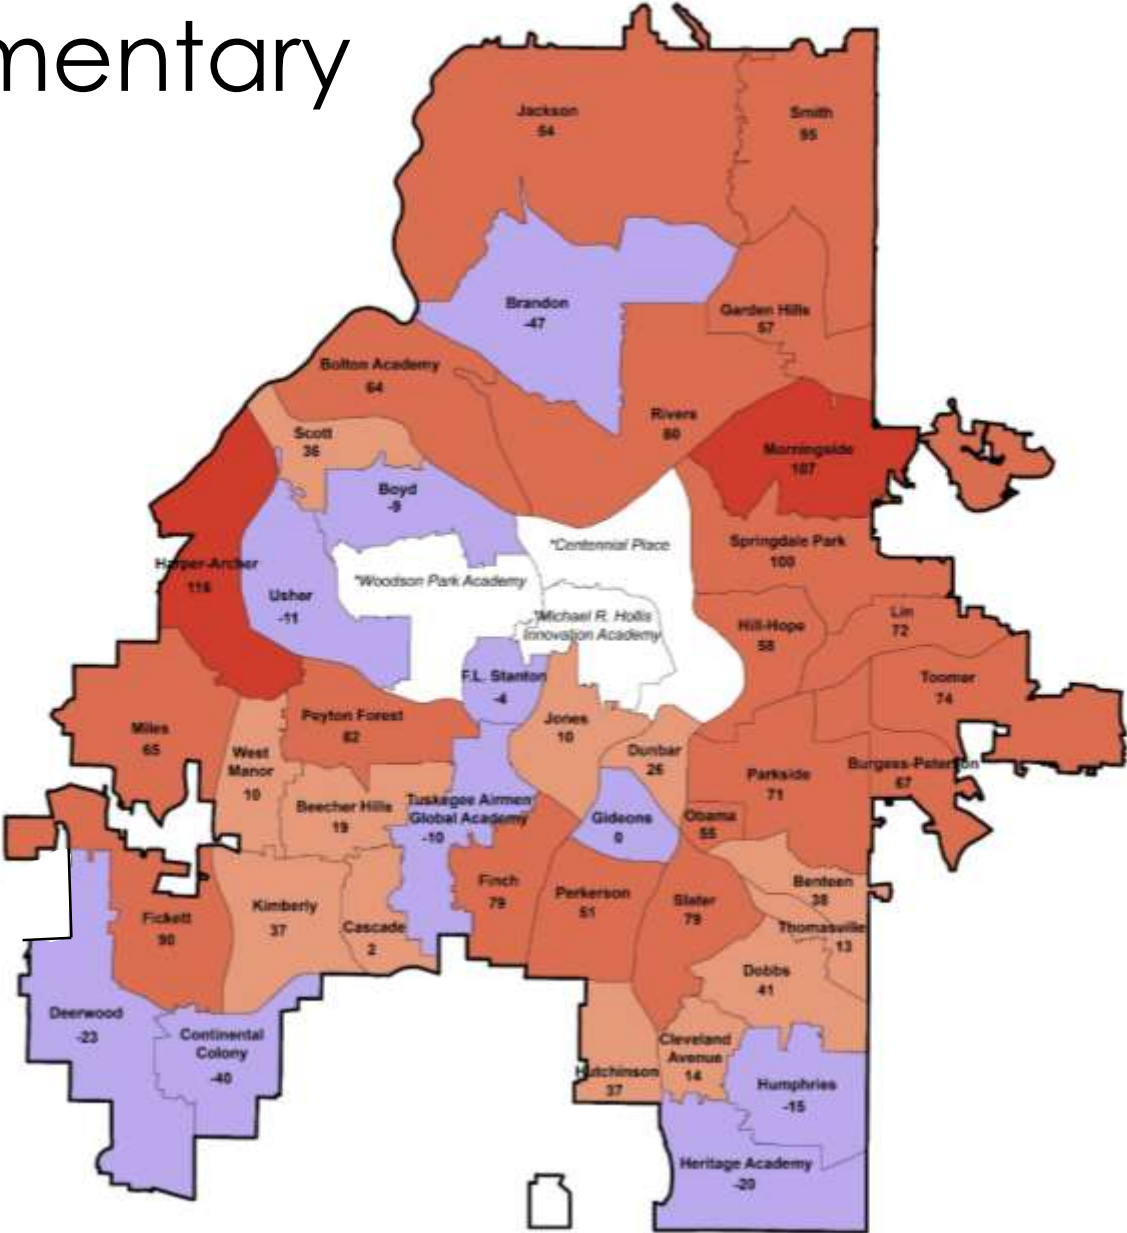 mentary
Jackson
54
Smith
95
Brandon
-47
Garden Hills
57
Bolton Academy
64
Rivers
80
Scott
36
Morningside
107
Boyd
-9
Springdale Park
100
*Centennial Place
Harper-Archer
116
*Woodson Park Academy
Usher
-11
*Michael R. Hollis
Innovation Academy
Hill-Hope
58
Lin
72
F.L. Stanton
-4
Toomer
74
Miles
65
Peyton Forest
82
Jones
10
West
Manor
10
Dunbar
26
Parkside
71
Burgess-Peterson
67
Beecher Hills
19
Tuskegee Airmen
Global Academy
-10
Gideons
0
Obama
55
Finch
79
Perkerson
51
Slater
79
Benteen
38
Fickett
90
Kimberly
37
Cascade
2
Thomasville
13
Dobbs
41
Deerwood
-23
Continental
Colony
-40
Cleveland
Avenue
14
Hutchinson
37
Humphries
-15
Heritage Academy
-20